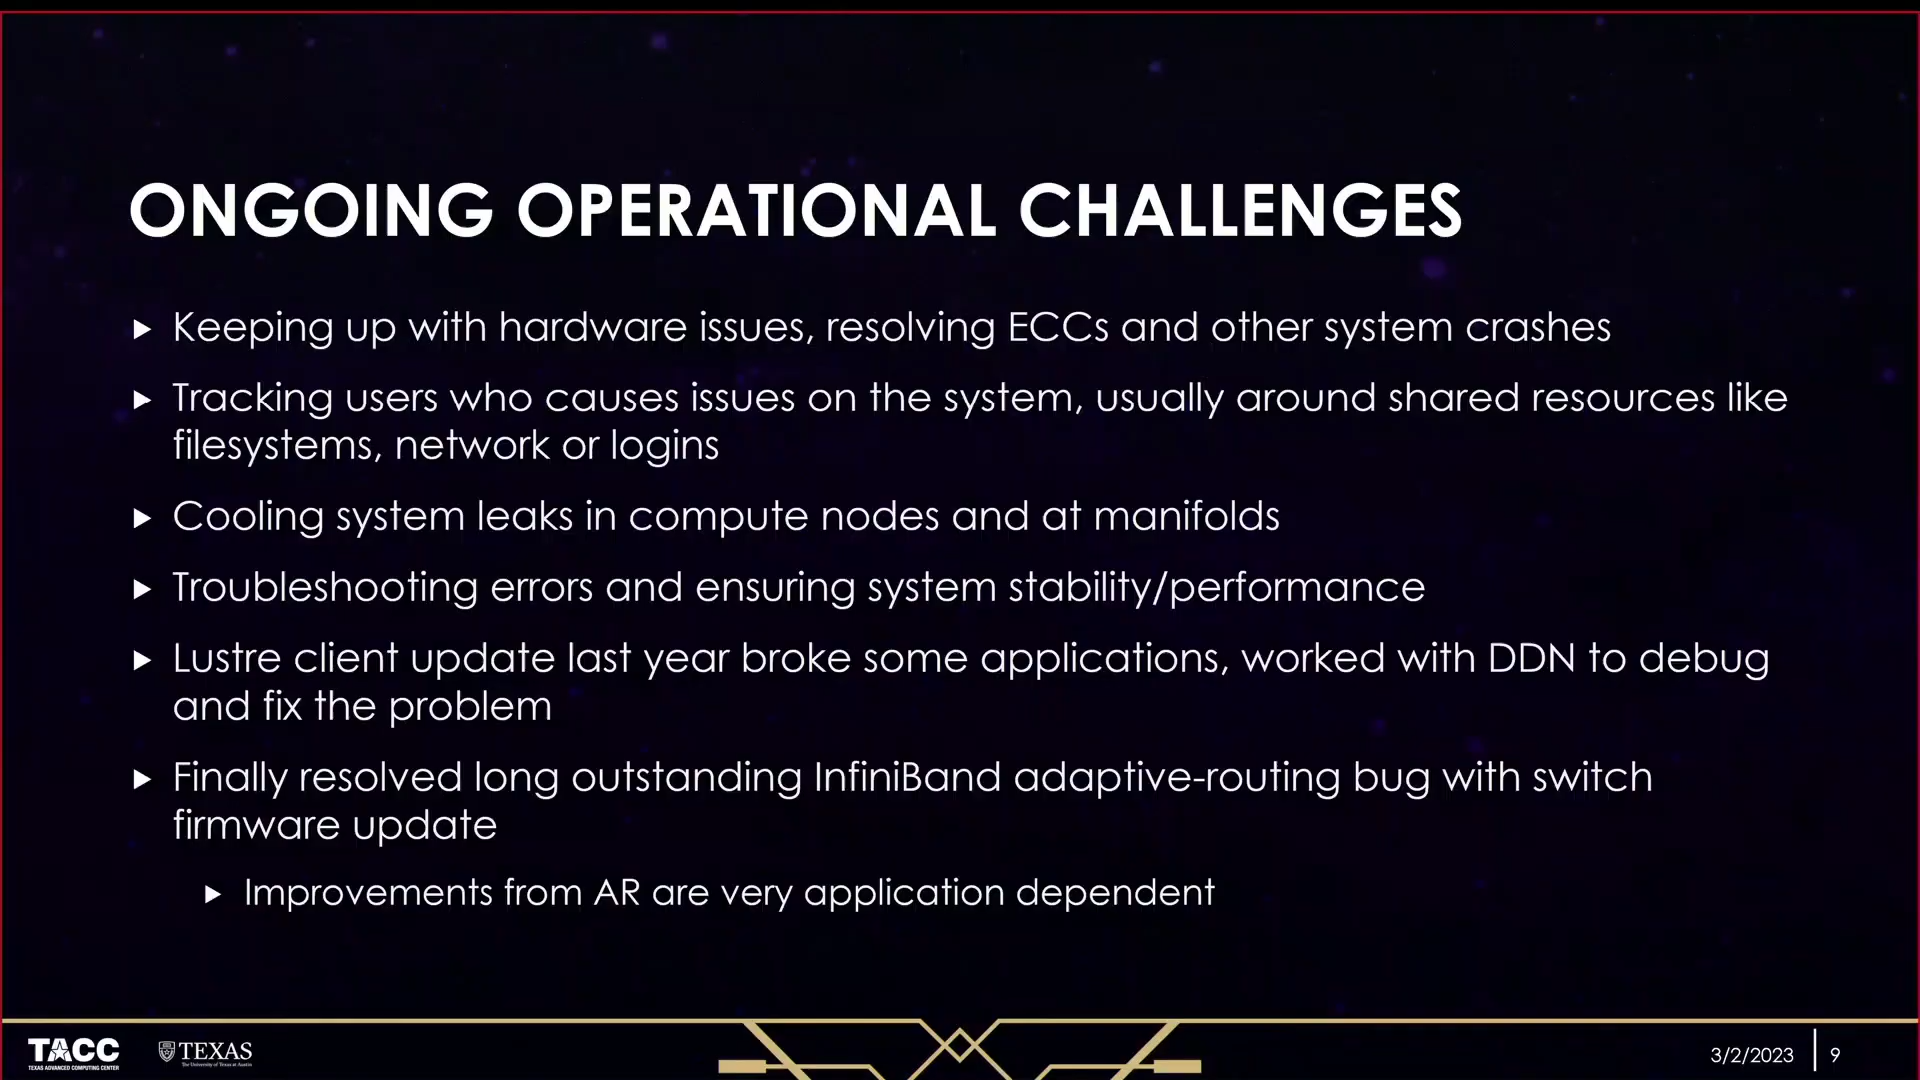 ONGOING OPERATIONAL CHALLENGES
Keeping up with hardware issues, resolving ECCs and other system crashes
Tracking users who causes issues on the system, usually around shared resources like
filesystems, network or logins
Cooling system leaks in compute nodes and at manifolds
Troubleshooting errors and ensuring system stability/performance
Lustre client update last year broke some applications, worked with DDN to debug
and fix the problem
Finally resolved long outstanding InfiniBand adaptive-routing bug with switch
firmware update
Improvements from AR are very application dependent
TACC
TEXAS ADVANCED COMPUTING CENTER
TEXAS
The University of Texas at Austin
3/2/2023
9